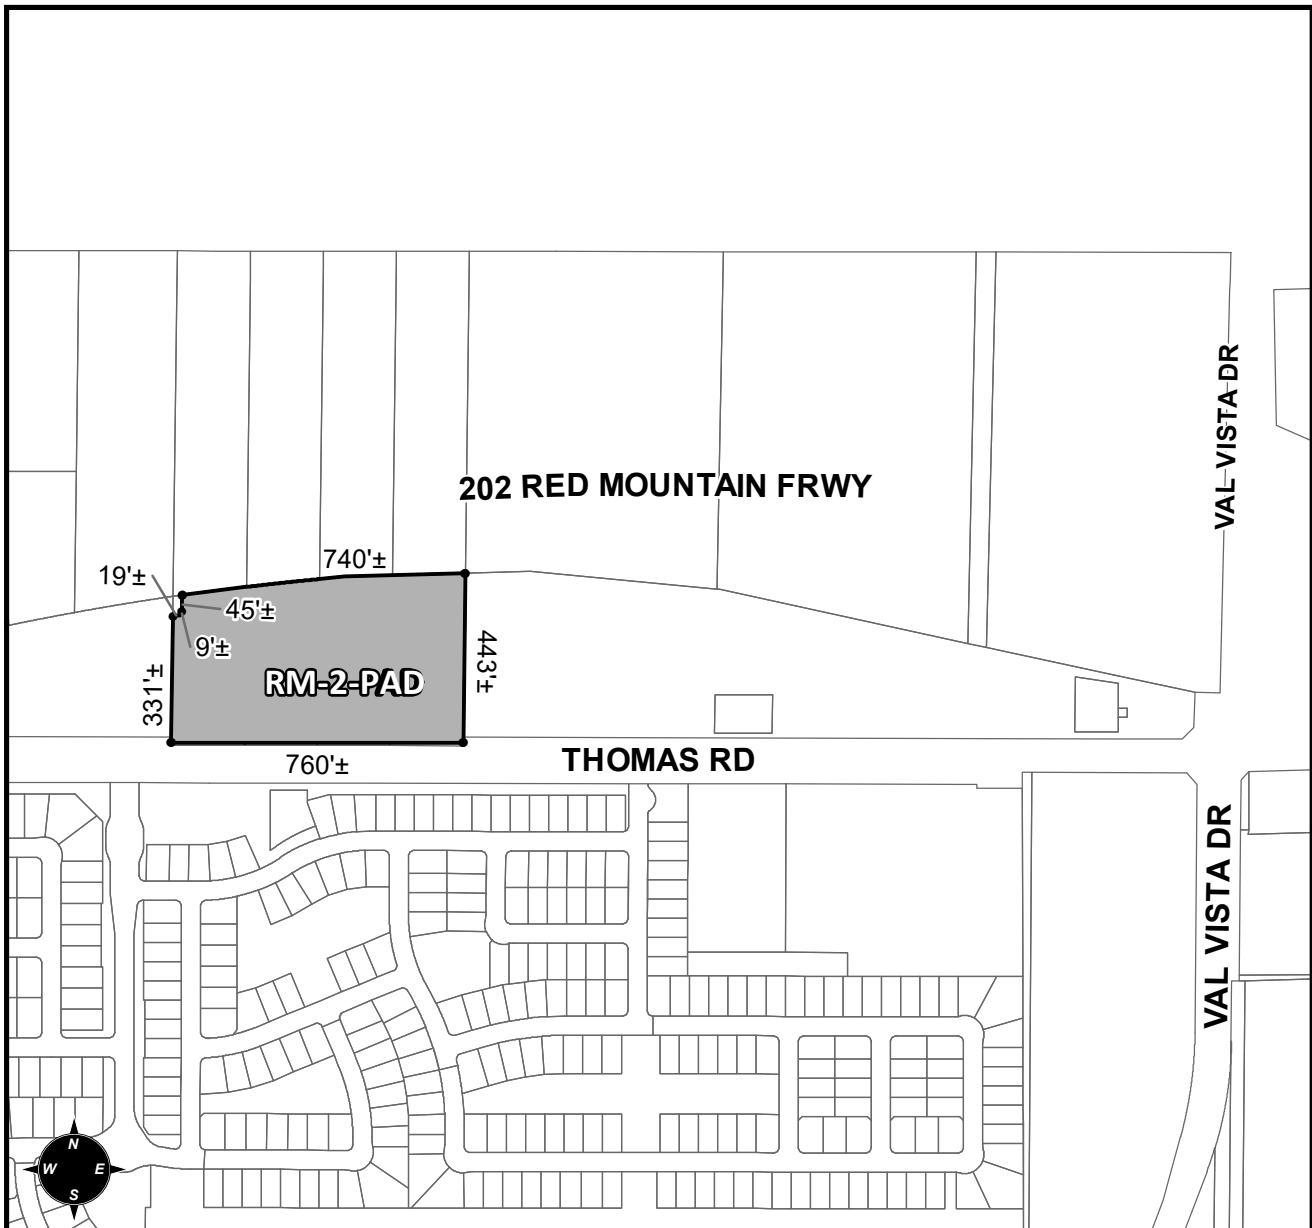 VAL VISTA DR
202 RED MOUNTAIN FRWY
740'±
19'±
45'±
9'±
443'±
331'±
RM-2-PAD
760'±
THOMAS RD
VAL VISTA DR
N
W E
S